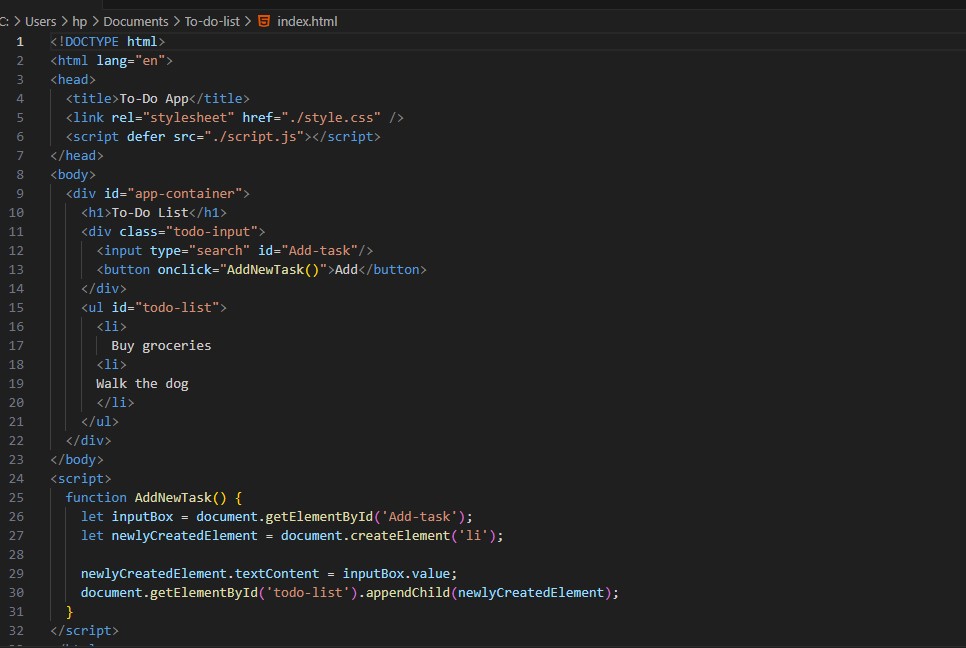 C: > Users > hp > Documents > To-do-list > index.html
1 <!DOCTYPE html>
2 <html lang="en">
3 <head>
4   <title>To-Do App</title>
5   <link rel="stylesheet" href="./style.css" />
6   <script defer src="./script.js"></script>
7 </head>
8 <body>
9   <div id="app-container">
10     <h1>To-Do List</h1>
11     <div class="todo-input">
12       <input type="search" id="Add-task"/>
13       <button onclick="AddNewTask()">Add</button>
14     </div>
15     <ul id="todo-list">
16       <li>
17         Buy groceries
18       <li>
19       Walk the dog
20       </li>
21     </ul>
22   </div>
23 </body>
24 <script>
25   function AddNewTask() {
26     let inputBox = document.getElementById('Add-task');
27     let newlyCreatedElement = document.createElement('li');
28
29     newlyCreatedElement.textContent = inputBox.value;
30     document.getElementById('todo-list').appendChild(newlyCreatedElement);
31   }
32 </script>